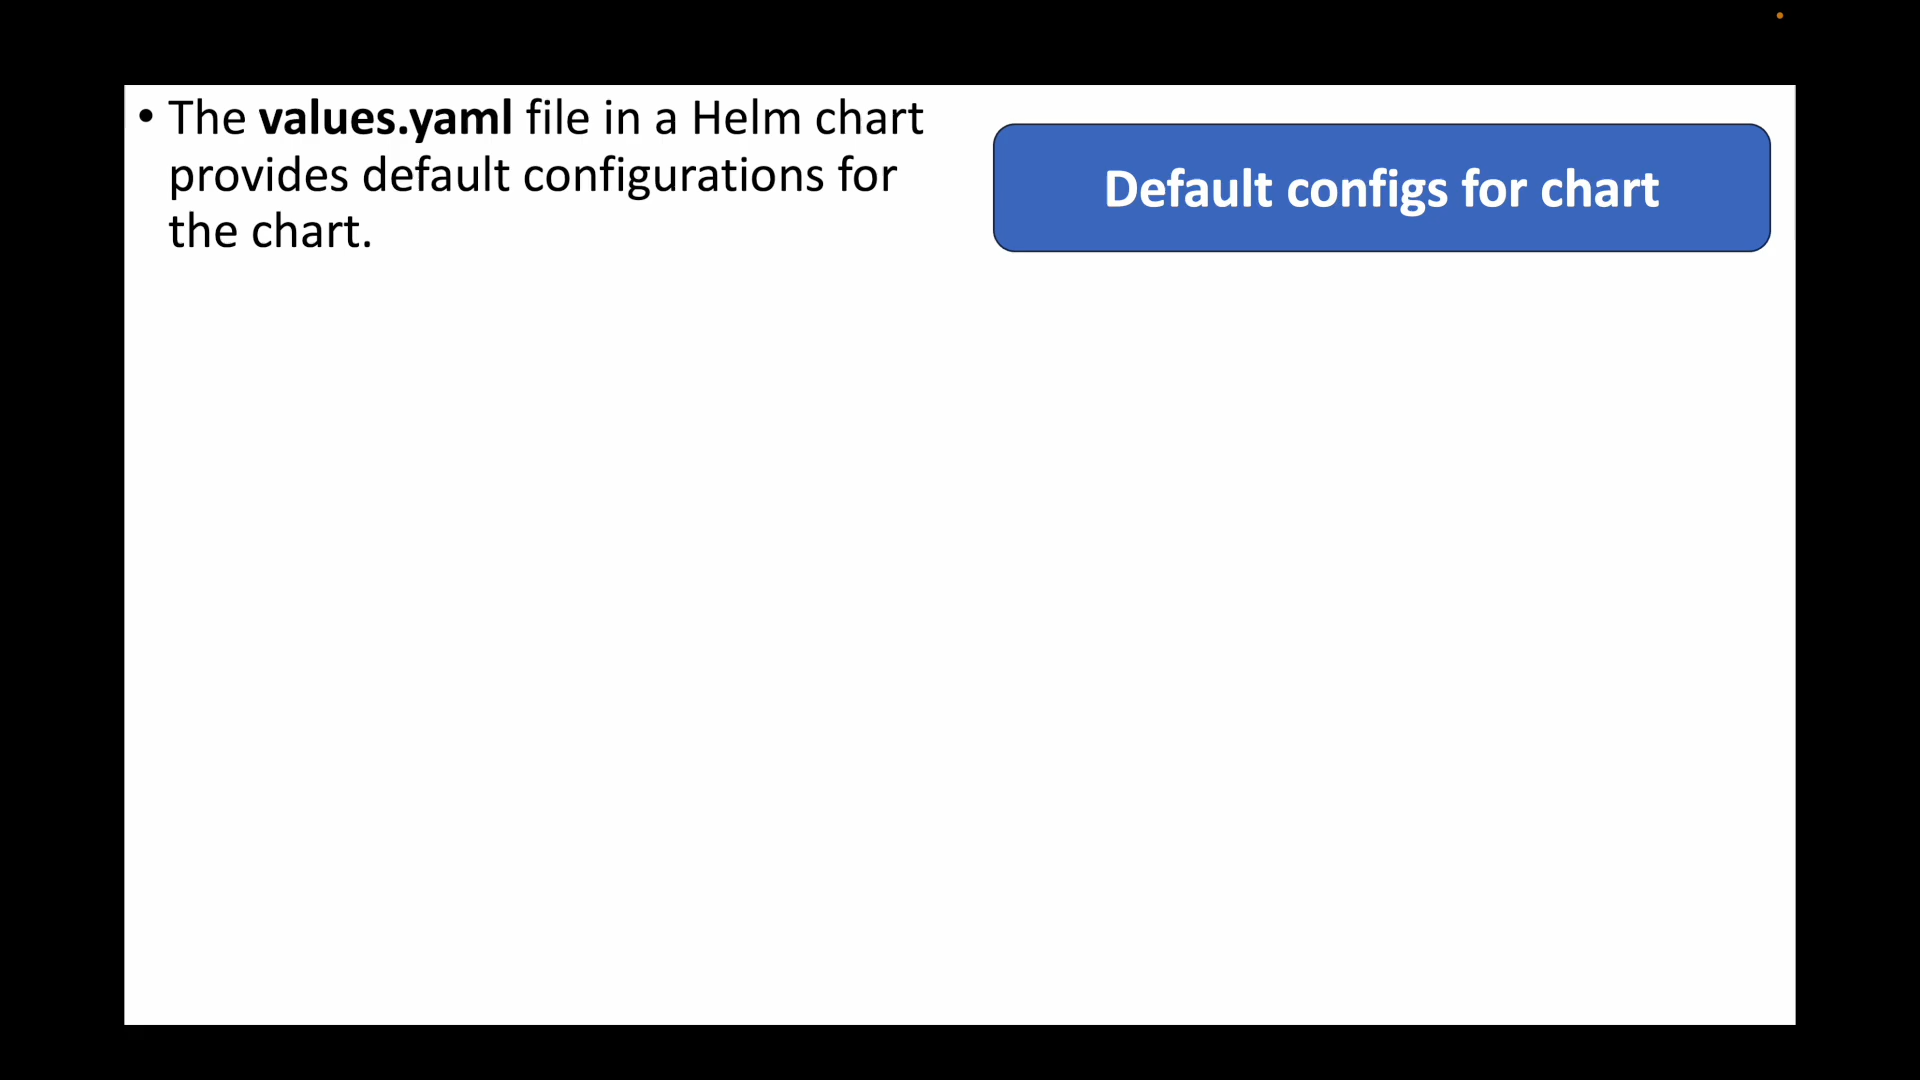 • The values.yaml file in a Helm chart
provides default configurations for
the chart.
Default configs for chart